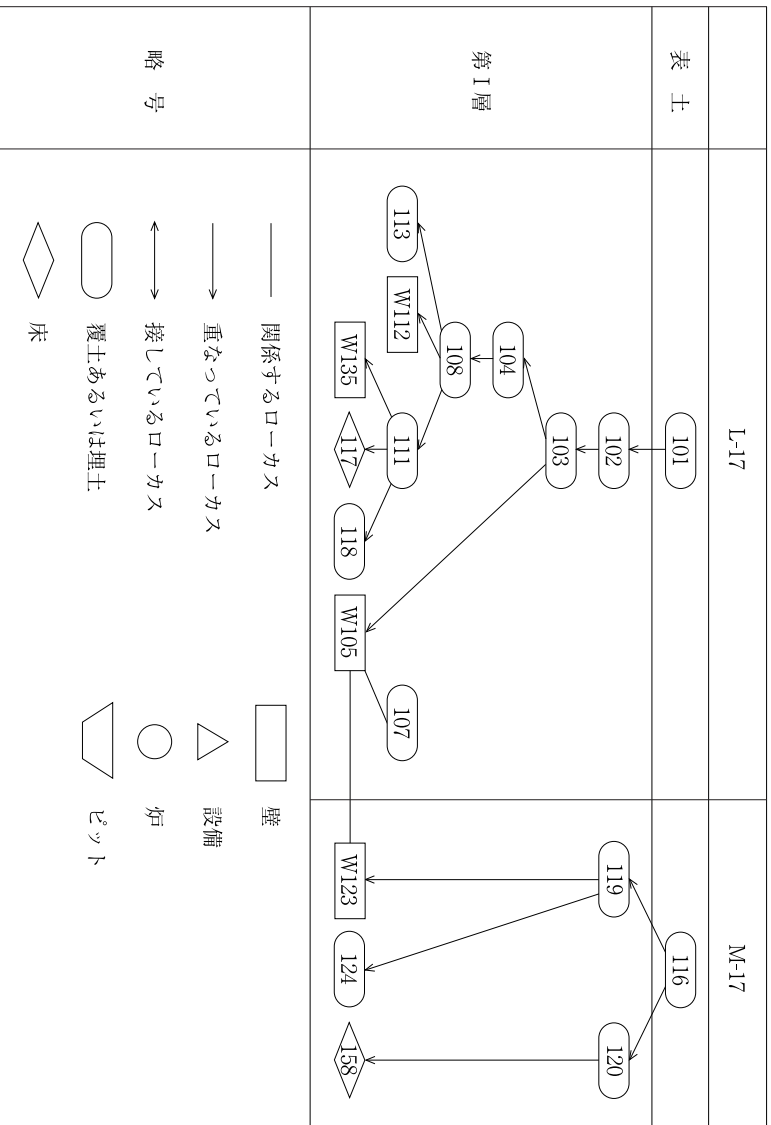 L-17
M-17
表土
101
116
第I層
102
119
120
103
104
108
113
W112
111
107
W135
117
118
W105
W123
124
158
略号
関係するローカス
重なっているローカス
接しているローカス
覆土あるいは埋土
床
壁
設備
炉
ピット